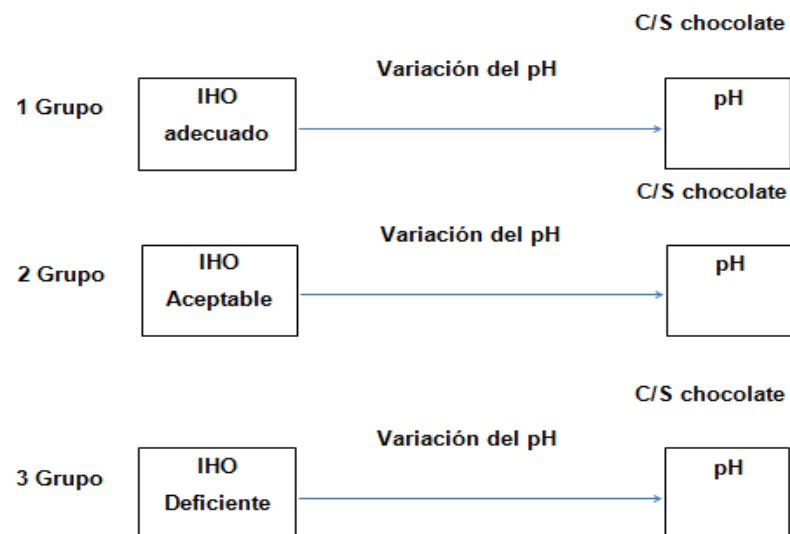 C/S chocolate
Variación del pH
1 Grupo
IHO
adecuado
pH
C/S chocolate
Variación del pH
2 Grupo
IHO
Aceptable
pH
C/S chocolate
Variación del pH
3 Grupo
IHO
Deficiente
pH